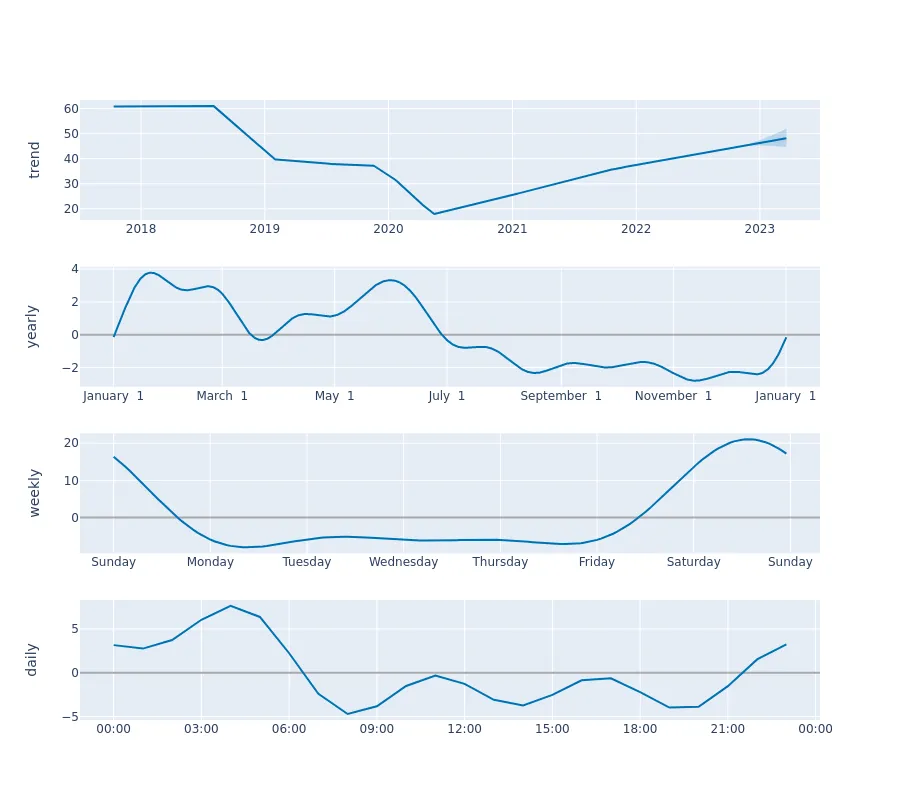 trend
60
50
40
30
20
2018 2019 2020 2021 2022 2023
yearly
4
2
0
−2
January 1 March 1 May 1 July 1 September 1 November 1 January 1
weekly
20
10
0
Sunday Monday Tuesday Wednesday Thursday Friday Saturday Sunday
daily
5
0
−5
00:00 03:00 06:00 09:00 12:00 15:00 18:00 21:00 00:00